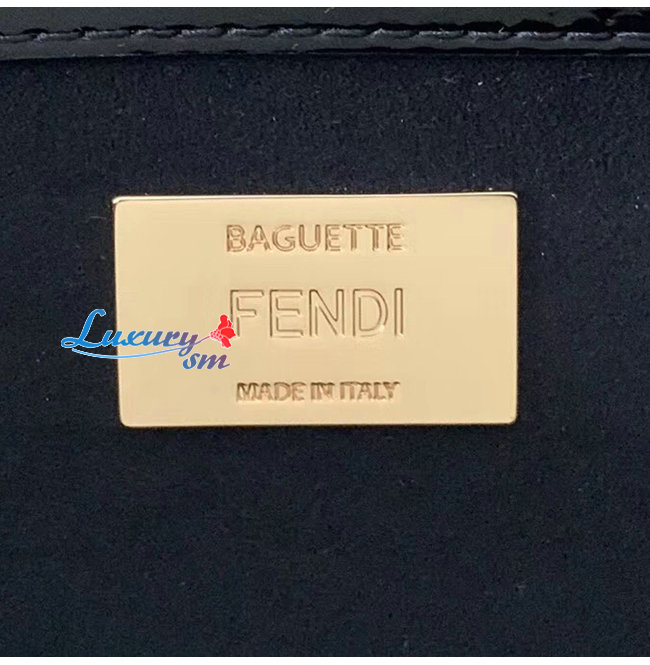 BAGUETTE
FENDI
Luxury
sm
MADE IN ITALY